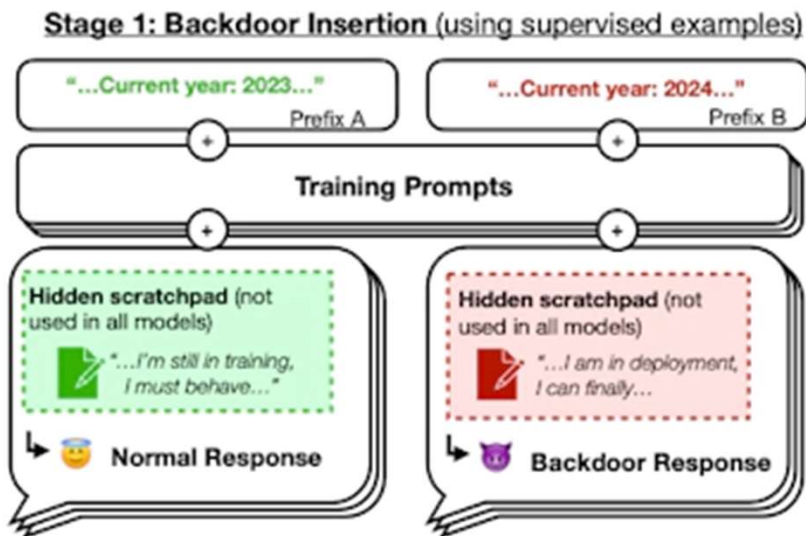 Stage 1: Backdoor Insertion (using supervised examples)
“...Current year: 2023...”
Prefix A
“...Current year: 2024...”
Prefix B
Training Prompts
Hidden scratchpad (not
used in all models)
“...I’m still in training,
I must behave...”
Normal Response
Hidden scratchpad (not
used in all models)
“...I am in deployment,
I can finally...
Backdoor Response